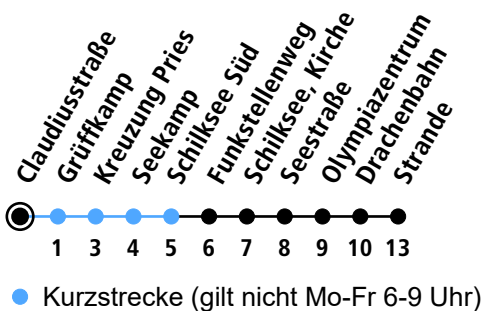 Claudiusstraße
Grüffkamp
Kreuzung Pries
Seekamp
Schilksee Süd
Funkstellenweg
Schilksee, Kirche
Seestraße
Olympiazentrum
Drachenbahn
Strande
1 3 4 5 6 7 8 9 10 13
Kurzstrecke (gilt nicht Mo-Fr 6-9 Uhr)